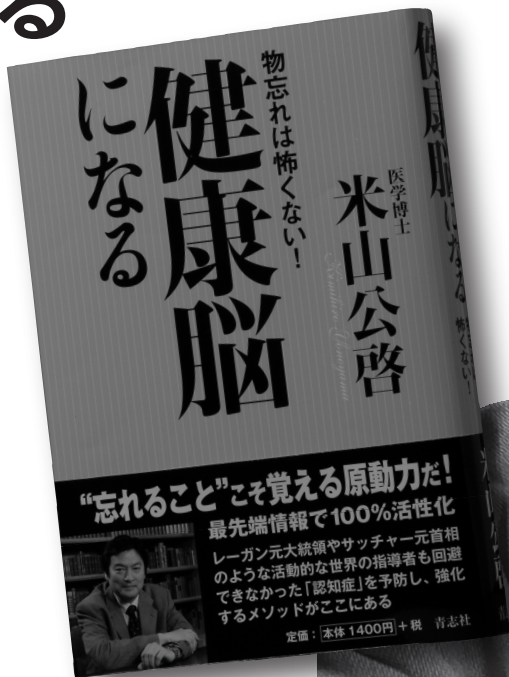 る
物忘れは怖くない！
健康脳
になる
医学博士
米山公啓
Kimihiro Yoneyama
“忘れること”こそ覚える原動力だ！
最先端情報で100%活性化
レーガン元大統領やサッチャー元首相
のような活動的な世界の指導者も回避
できなかった「認知症」を予防し、強化
するメソッドがここにある
定価：本体1400円＋税 青志社
健康脳になる
怖くない！